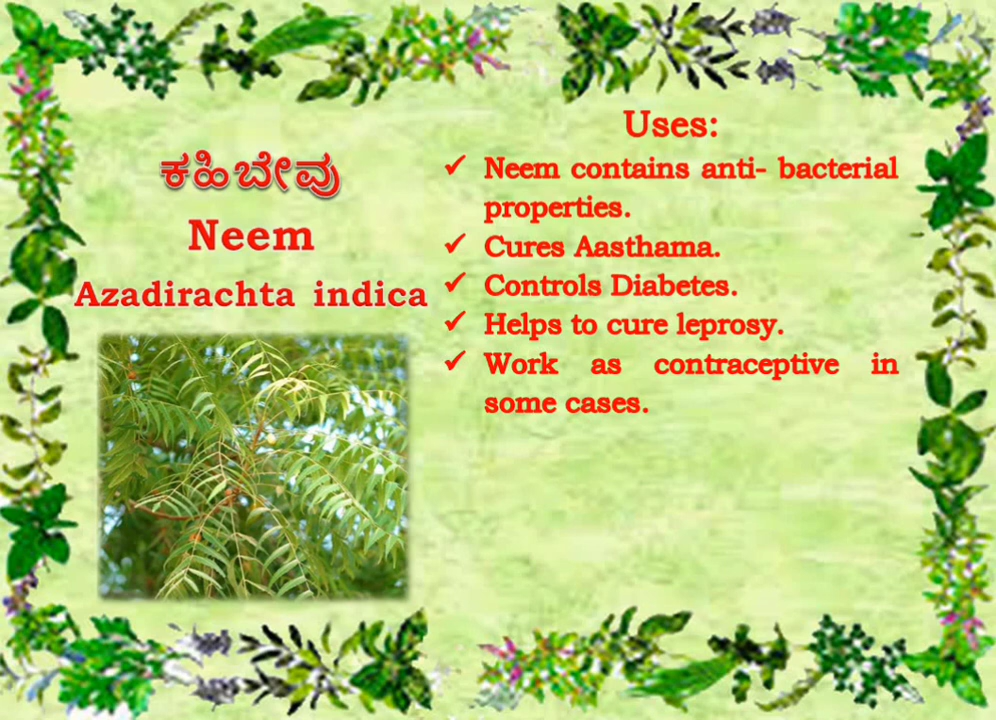 ಕಹಿಬೇವು
Neem
Azadirachta indica
Uses:
✓ Neem contains anti- bacterial
properties.
✓ Cures Aasthama.
✓ Controls Diabetes.
✓ Helps to cure leprosy.
✓ Work as contraceptive in
some cases.